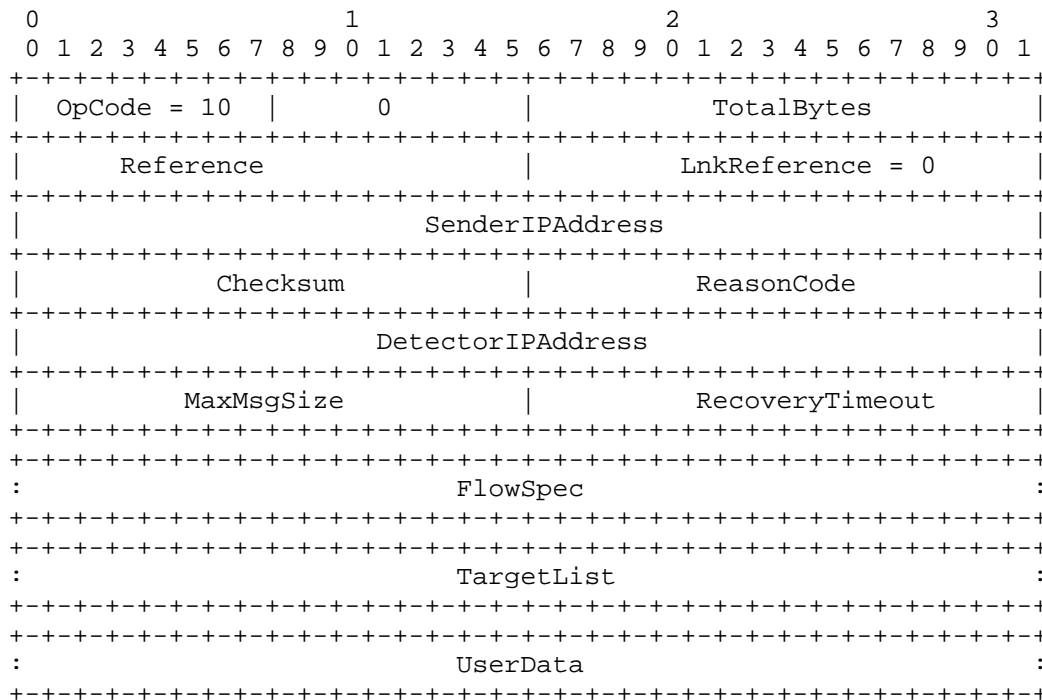 0                   1                   2                   3
 0 1 2 3 4 5 6 7 8 9 0 1 2 3 4 5 6 7 8 9 0 1 2 3 4 5 6 7 8 9 0 1
+-+-+-+-+-+-+-+-+-+-+-+-+-+-+-+-+-+-+-+-+-+-+-+-+-+-+-+-+-+-+-+-+
|  OpCode = 10  |      0        |           TotalBytes          |
+-+-+-+-+-+-+-+-+-+-+-+-+-+-+-+-+-+-+-+-+-+-+-+-+-+-+-+-+-+-+-+-+
|      Reference                |         LnkReference = 0      |
+-+-+-+-+-+-+-+-+-+-+-+-+-+-+-+-+-+-+-+-+-+-+-+-+-+-+-+-+-+-+-+-+
|                         SenderIPAddress                       |
+-+-+-+-+-+-+-+-+-+-+-+-+-+-+-+-+-+-+-+-+-+-+-+-+-+-+-+-+-+-+-+-+
|            Checksum           |          ReasonCode           |
+-+-+-+-+-+-+-+-+-+-+-+-+-+-+-+-+-+-+-+-+-+-+-+-+-+-+-+-+-+-+-+-+
|                      DetectorIPAddress                        |
+-+-+-+-+-+-+-+-+-+-+-+-+-+-+-+-+-+-+-+-+-+-+-+-+-+-+-+-+-+-+-+-+
|          MaxMsgSize           |          RecoveryTimeout      |
+-+-+-+-+-+-+-+-+-+-+-+-+-+-+-+-+-+-+-+-+-+-+-+-+-+-+-+-+-+-+-+-+
+-+-+-+-+-+-+-+-+-+-+-+-+-+-+-+-+-+-+-+-+-+-+-+-+-+-+-+-+-+-+-+-+
:                           FlowSpec                            :
+-+-+-+-+-+-+-+-+-+-+-+-+-+-+-+-+-+-+-+-+-+-+-+-+-+-+-+-+-+-+-+-+
+-+-+-+-+-+-+-+-+-+-+-+-+-+-+-+-+-+-+-+-+-+-+-+-+-+-+-+-+-+-+-+-+
:                           TargetList                          :
+-+-+-+-+-+-+-+-+-+-+-+-+-+-+-+-+-+-+-+-+-+-+-+-+-+-+-+-+-+-+-+-+
+-+-+-+-+-+-+-+-+-+-+-+-+-+-+-+-+-+-+-+-+-+-+-+-+-+-+-+-+-+-+-+-+
:                           UserData                            :
+-+-+-+-+-+-+-+-+-+-+-+-+-+-+-+-+-+-+-+-+-+-+-+-+-+-+-+-+-+-+-+-+